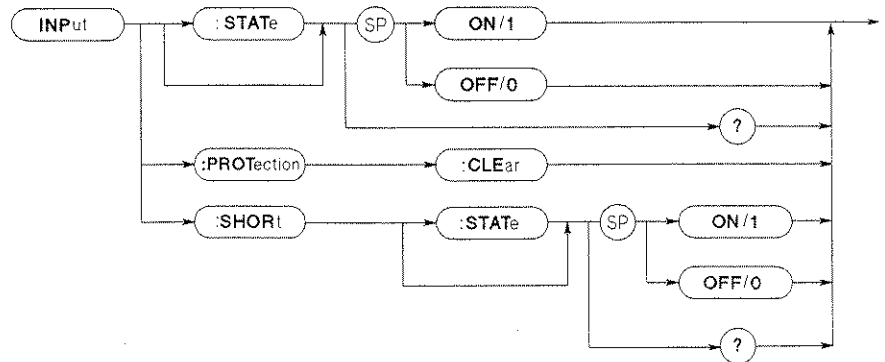 INPut :STATe SP ON/1
OFF/0
?
:PROTection :CLEar
:SHORt :STATe SP ON/1
OFF/0
?